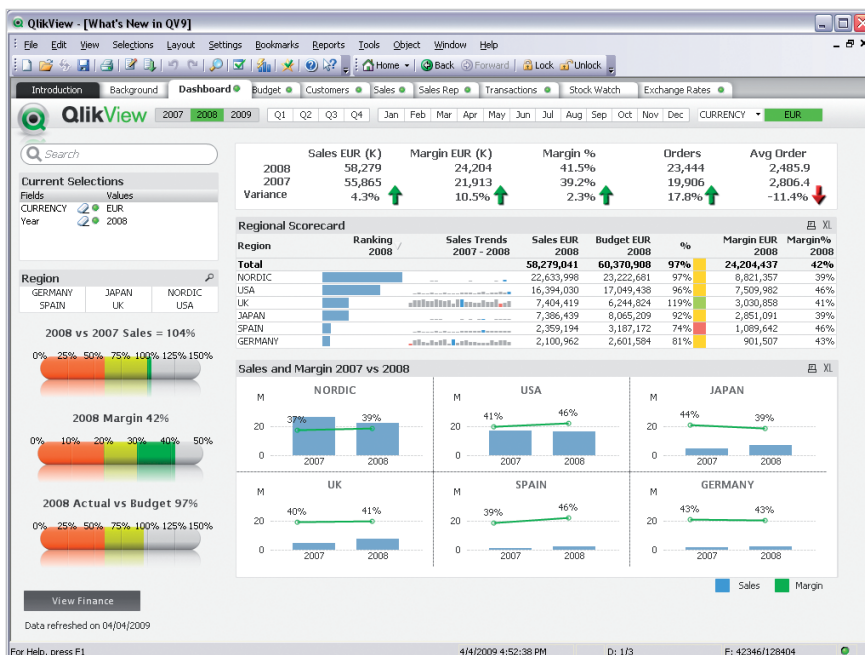 QlikView - [What's New in QV9]
File Edit View Selections Layout Settings Bookmarks Reports Tools Object Window Help
Home Back Forward Lock Unlock
Introduction Background Dashboard Budget Customers Sales Sales Rep Transactions Stock Watch Exchange Rates
QlikView 2007 2008 2009 Q1 Q2 Q3 Q4 Jan Feb Mar Apr May Jun Jul Aug Sep Oct Nov Dec CURRENCY EUR
Search
Current Selections
Fields Values
CURRENCY EUR
Year 2008
Region
GERMANY JAPAN NORDIC
SPAIN UK USA
2008 vs 2007 Sales = 104%
0% 25% 50% 75% 100% 125% 150%
2008 Margin 42%
0% 10% 20% 30% 40% 50%
2008 Actual vs Budget 97%
0% 25% 50% 75% 100% 125% 150%
View Finance
Data refreshed on 04/04/2009
Sales EUR (K) Margin EUR (K) Margin % Orders Avg Order
2008 58,279 24,204 41.5% 23,444 2,485.9
2007 55,865 21,913 39.2% 19,906 2,806.4
Variance 4.3% 10.5% 2.3% 17.8% -11.4%
Regional Scorecard XL
Region Ranking 2008 Sales Trends 2007 - 2008 Sales EUR 2008 Budget EUR 2008 % Margin EUR 2008 Margin% 2008
Total 58,279,041 60,370,908 97% 24,204,437 42%
NORDIC 22,633,998 23,222,681 97% 8,821,357 39%
USA 16,394,030 17,049,438 96% 7,509,982 46%
UK 7,404,419 6,244,824 119% 3,030,858 41%
JAPAN 7,386,439 8,065,209 92% 2,851,091 39%
SPAIN 2,359,194 3,187,172 74% 1,089,642 46%
GERMANY 2,100,962 2,601,584 81% 901,507 43%
Sales and Margin 2007 vs 2008 XL
NORDIC
M
20
0
37% 39%
2007 2008
USA
M
20
0
41% 46%
2007 2008
JAPAN
M
20
0
44% 39%
2007 2008
UK
M
20
0
40% 41%
2007 2008
SPAIN
M
20
0
39% 46%
2007 2008
GERMANY
M
20
0
43% 43%
2007 2008
Sales Margin
For Help, press F1 4/4/2009 4:52:38 PM D: 1/3 F: 42346/128404